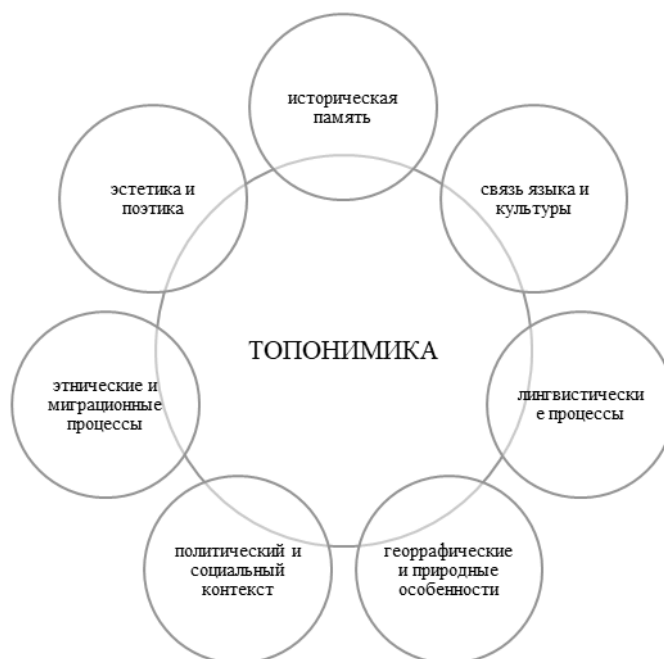 историческая
память
связь языка и
культуры
лингвистически
е процессы
георрафические
и природные
особенности
политический и
социальный
контекст
этнические и
миграционные
процессы
эстетика и
поэтика
ТОПОНИМИКА